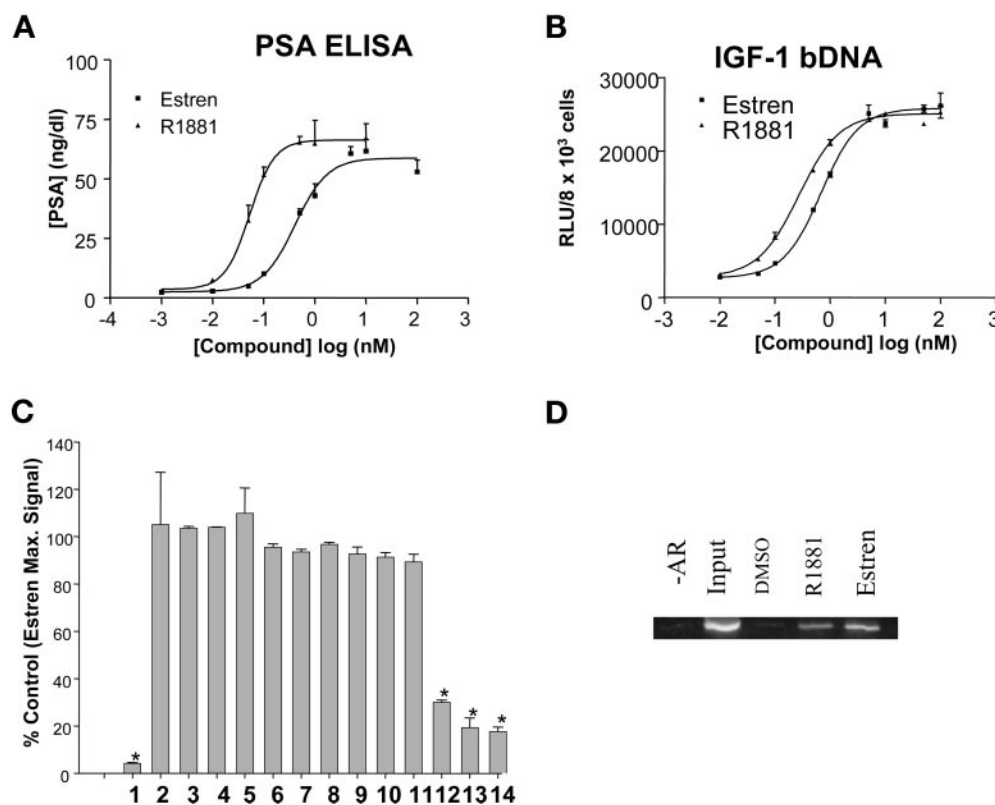 A
PSA ELISA
100
75
50
25
0
[PSA] (ng/dl)
Estren
R1881
-4 -3 -2 -1 0 1 2 3
[Compound] log (nM)
B
IGF-1 bDNA
30000
20000
10000
0
RLU/8 x 10³ cells
Estren
R1881
-3 -2 -1 0 1 2 3
[Compound] log (nM)
C
% Control (Estren Max. Signal)
140
120
100
80
60
40
20
0
* * * *
1 2 3 4 5 6 7 8 9 10 11 12 13 14
D
-AR Input DMSO R1881 Estren